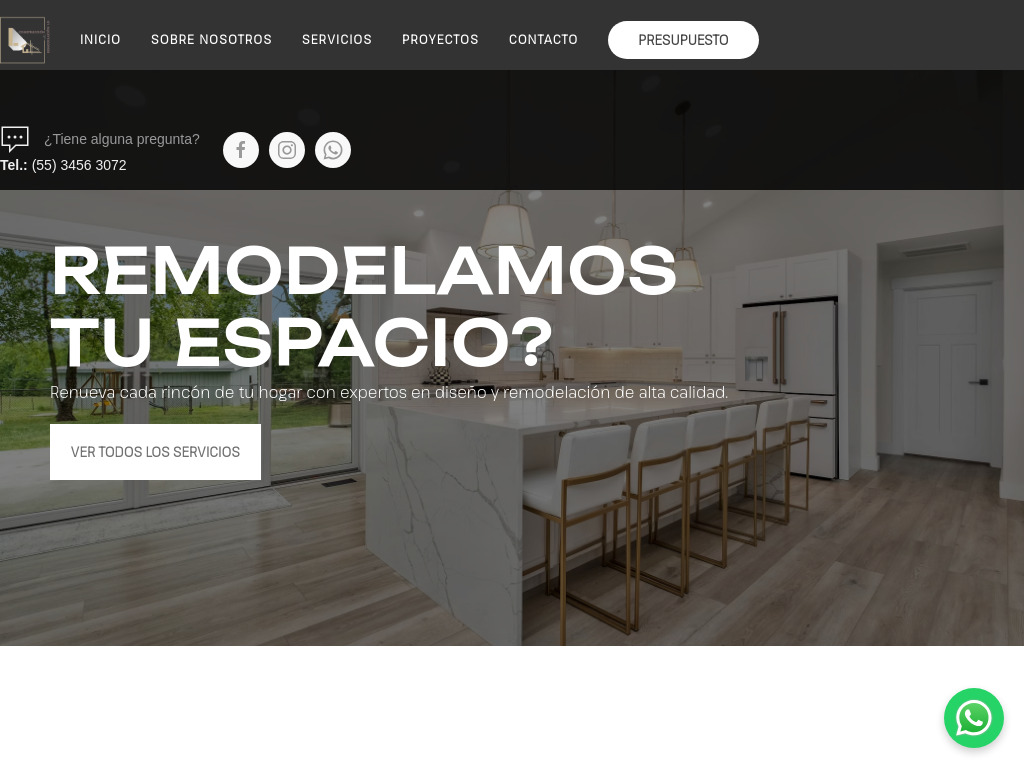 INICIO
SOBRE NOSOTROS
SERVICIOS
PROYECTOS
CONTACTO
PRESUPUESTO
¿Tiene alguna pregunta?
Tel.: (55) 3456 3072
REMODELAMOS
TU ESPACIO?
Renueva cada rincón de tu hogar con expertos en diseño y remodelación de alta calidad.
VER TODOS LOS SERVICIOS